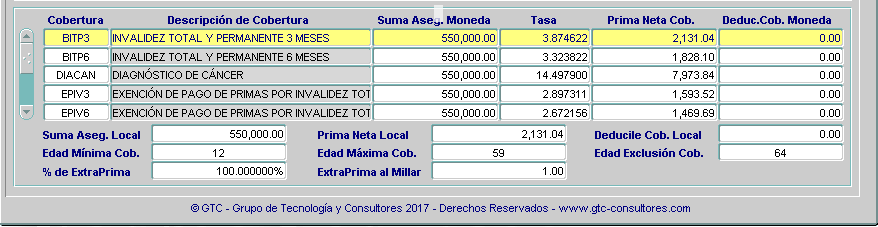 Cobertura Descripción de Cobertura Suma Aseg. Moneda Tasa Prima Neta Cob. Deduc.Cob. Moneda
BITP3 INVALIDEZ TOTAL Y PERMANENTE 3 MESES 550,000.00 3.874622 2,131.04 0.00
BITP6 INVALIDEZ TOTAL Y PERMANENTE 6 MESES 550,000.00 3.323822 1,828.10 0.00
DIACAN DIAGNÓSTICO DE CÁNCER 550,000.00 14.497900 7,973.84 0.00
EPIV3 EXENCIÓN DE PAGO DE PRIMAS POR INVALIDEZ TOT 550,000.00 2.897311 1,593.52 0.00
EPIV6 EXENCIÓN DE PAGO DE PRIMAS POR INVALIDEZ TOT 550,000.00 2.672156 1,469.69 0.00
Suma Aseg. Local 550,000.00 Prima Neta Local 2,131.04 Deducile Cob. Local 0.00
Edad Mínima Cob. 12 Edad Máxima Cob. 59 Edad Exclusión Cob. 64
% de ExtraPrima 100.000000% ExtraPrima al Millar 1.00
© GTC - Grupo de Tecnología y Consultores 2017 - Derechos Reservados - www.gtc-consultores.com